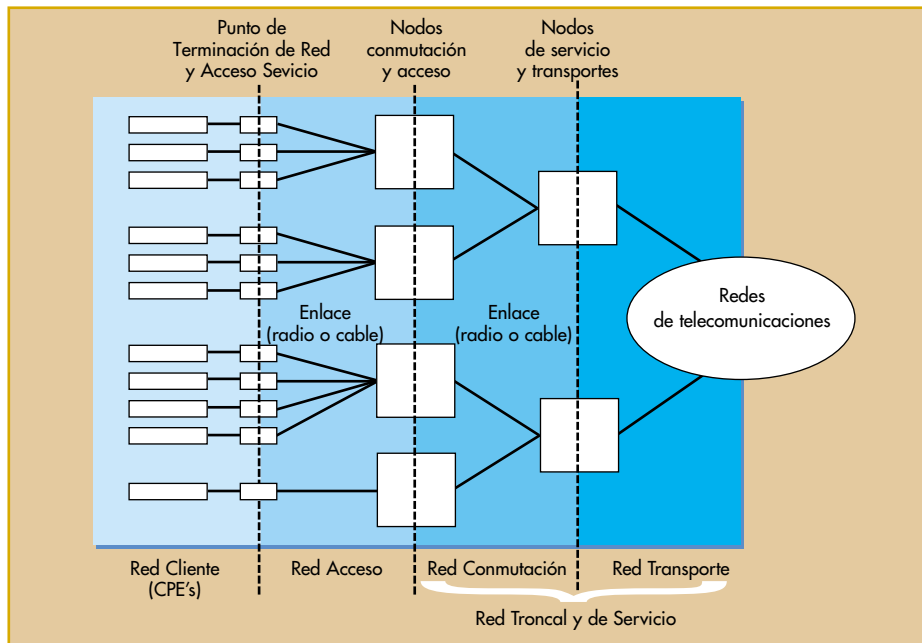 Punto de
Terminación de Red
y Acceso Sevicio
Nodos
conmutación
y acceso
Nodos
de servicio
y transportes
Enlace
(radio o cable)
Enlace
(radio o cable)
Redes
de telecomunicaciones
Red Cliente
(CPE's)
Red Acceso
Red Conmutación
Red Transporte
Red Troncal y de Servicio